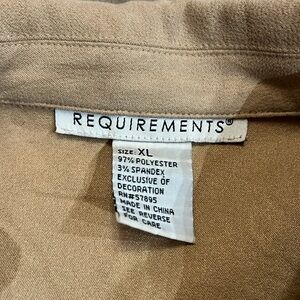 REQUIREMENTS®
SIZE: XL
97% POLYESTER
3% SPANDEX
EXCLUSIVE OF
DECORATION
RN#57895
MADE IN CHINA
SEE REVERSE
FOR CARE